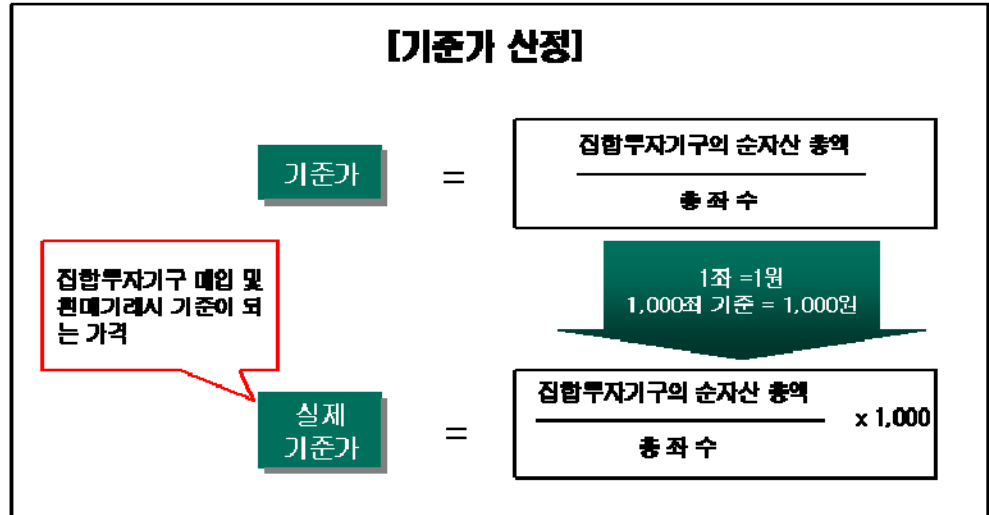 [기준가 산정]
기준가
=
집합투자기구의 순자산 총액
총 좌 수
집합투자기구 매입 및
환매거래시 기준이 되
는 가격
1좌 =1원
1,000좌 기준 = 1,000원
실제
기준가
=
집합투자기구의 순자산 총액
총 좌 수
x 1,000